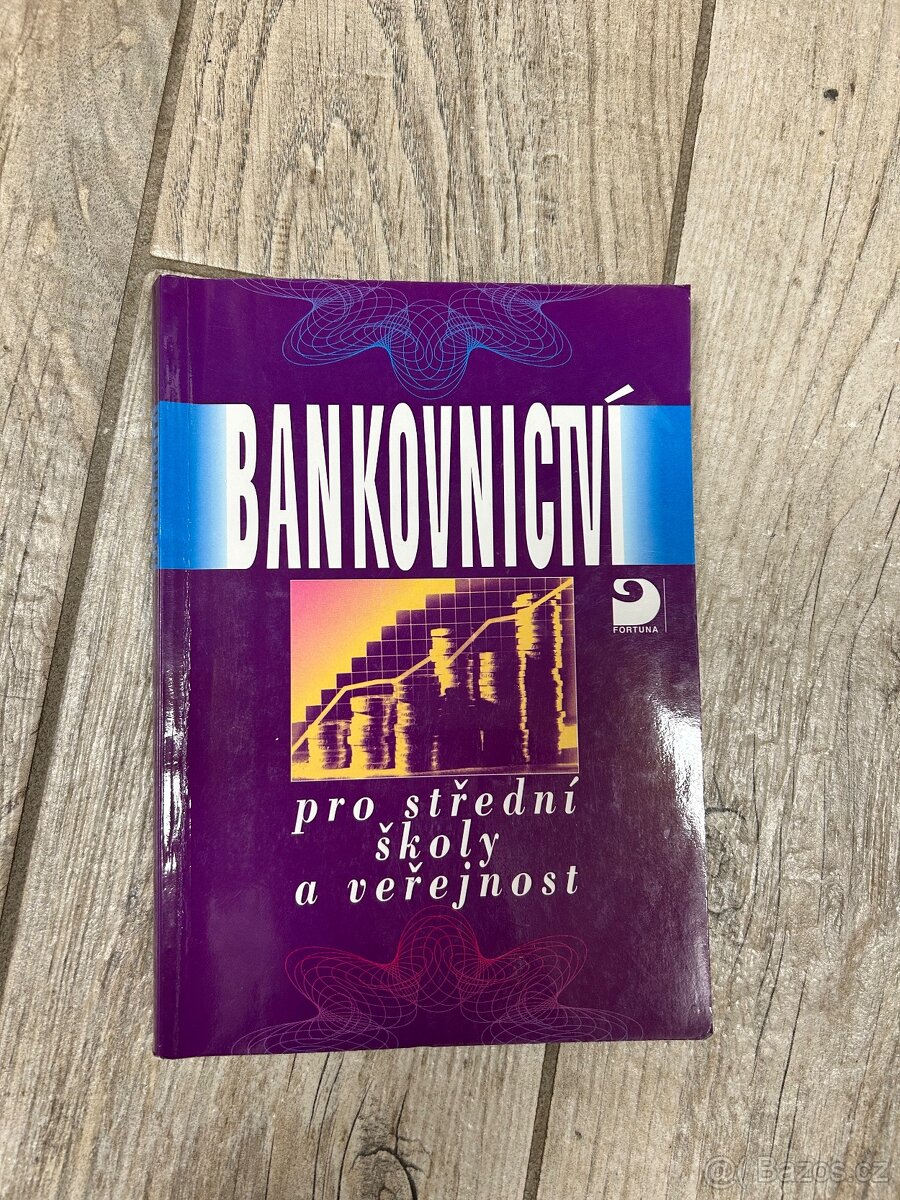 BANKOVNICTVÍ
FORTUNA
pro střední
školy
a veřejnost
@ Bazos.cz